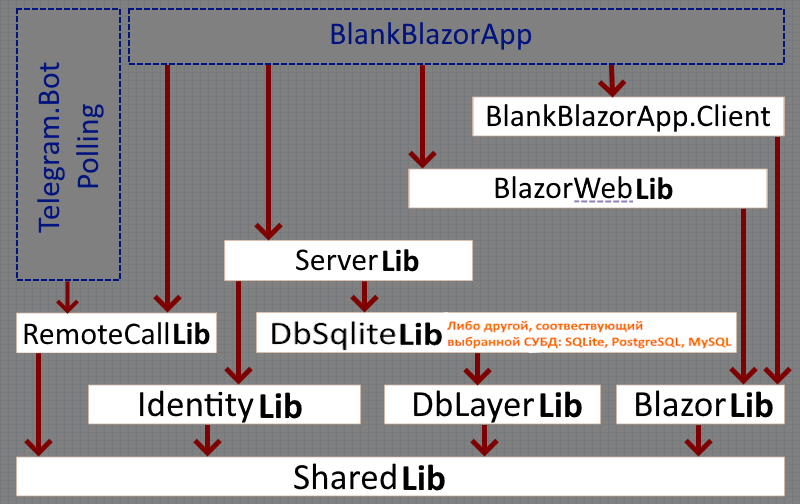 BlankBlazorApp
Telegram.Bot
Polling
BlankBlazorApp.Client
BlazorWebLib
ServerLib
RemoteCallLib
DbSqliteLib
Либо другой, соотвествующий
выбранной СУБД: SQLite, PostgreSQL, MySQL
IdentityLib
DbLayerLib
BlazorLib
SharedLib